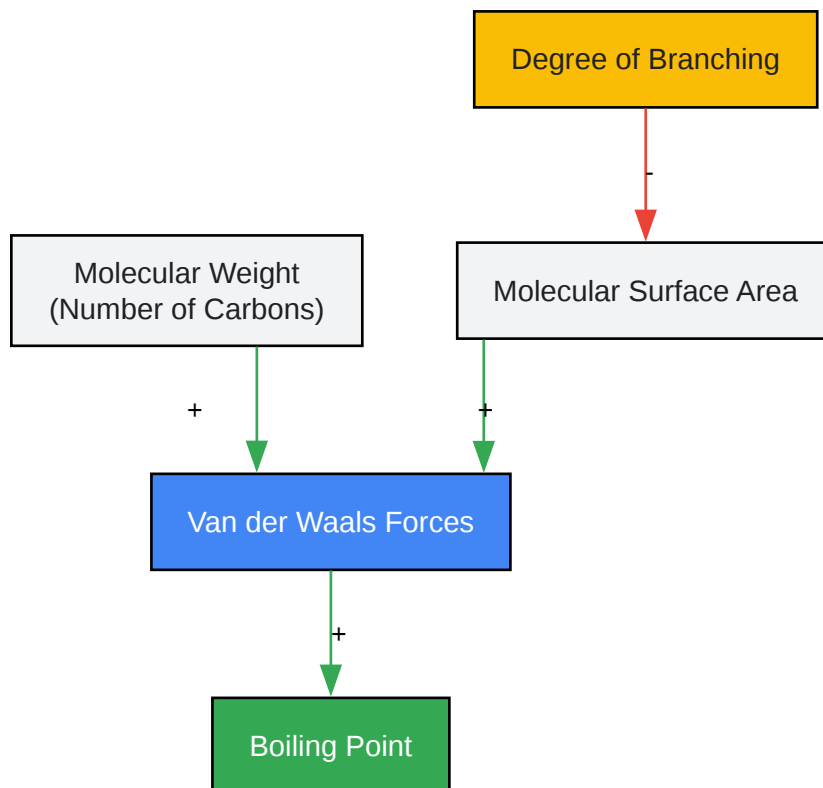 Degree of Branching
-
Molecular Weight
(Number of Carbons)
Molecular Surface Area
+
+
Van der Waals Forces
+
Boiling Point